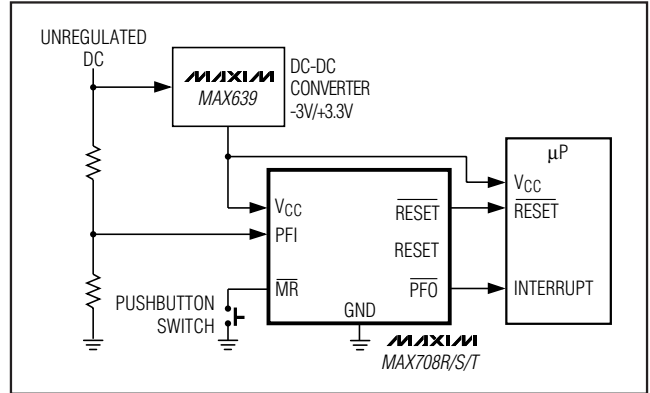 UNREGULATED
DC
MAXIM
MAX639
DC-DC
CONVERTER
-3V/+3.3V
µP
VCC
RESET
INTERRUPT
VCC
PFI
MR
GND
RESET
RESET
PFO
PUSHBUTTON
SWITCH
MAXIM
MAX708R/S/T